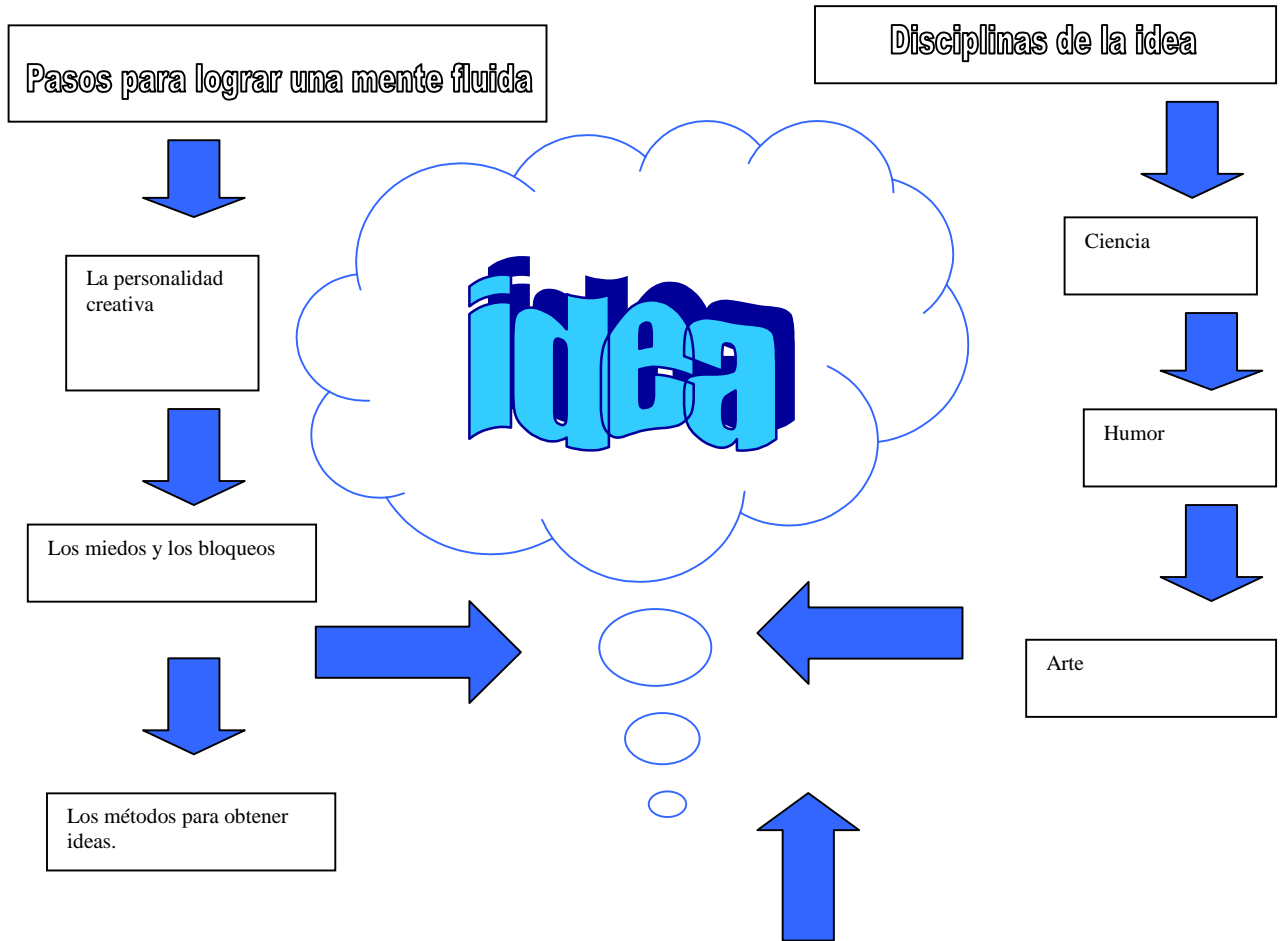 Pasos para lograr una mente fluida
La personalidad
creativa
Los miedos y los bloqueos
Los métodos para obtener
ideas.
idea
Disciplinas de la idea
Ciencia
Humor
Arte